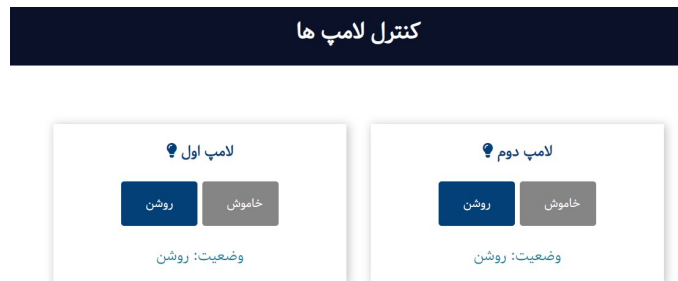 کنترل لامپ ها
لامپ دوم
خاموش
روشن
وضعیت: روشن
لامپ اول
خاموش
روشن
وضعیت: روشن